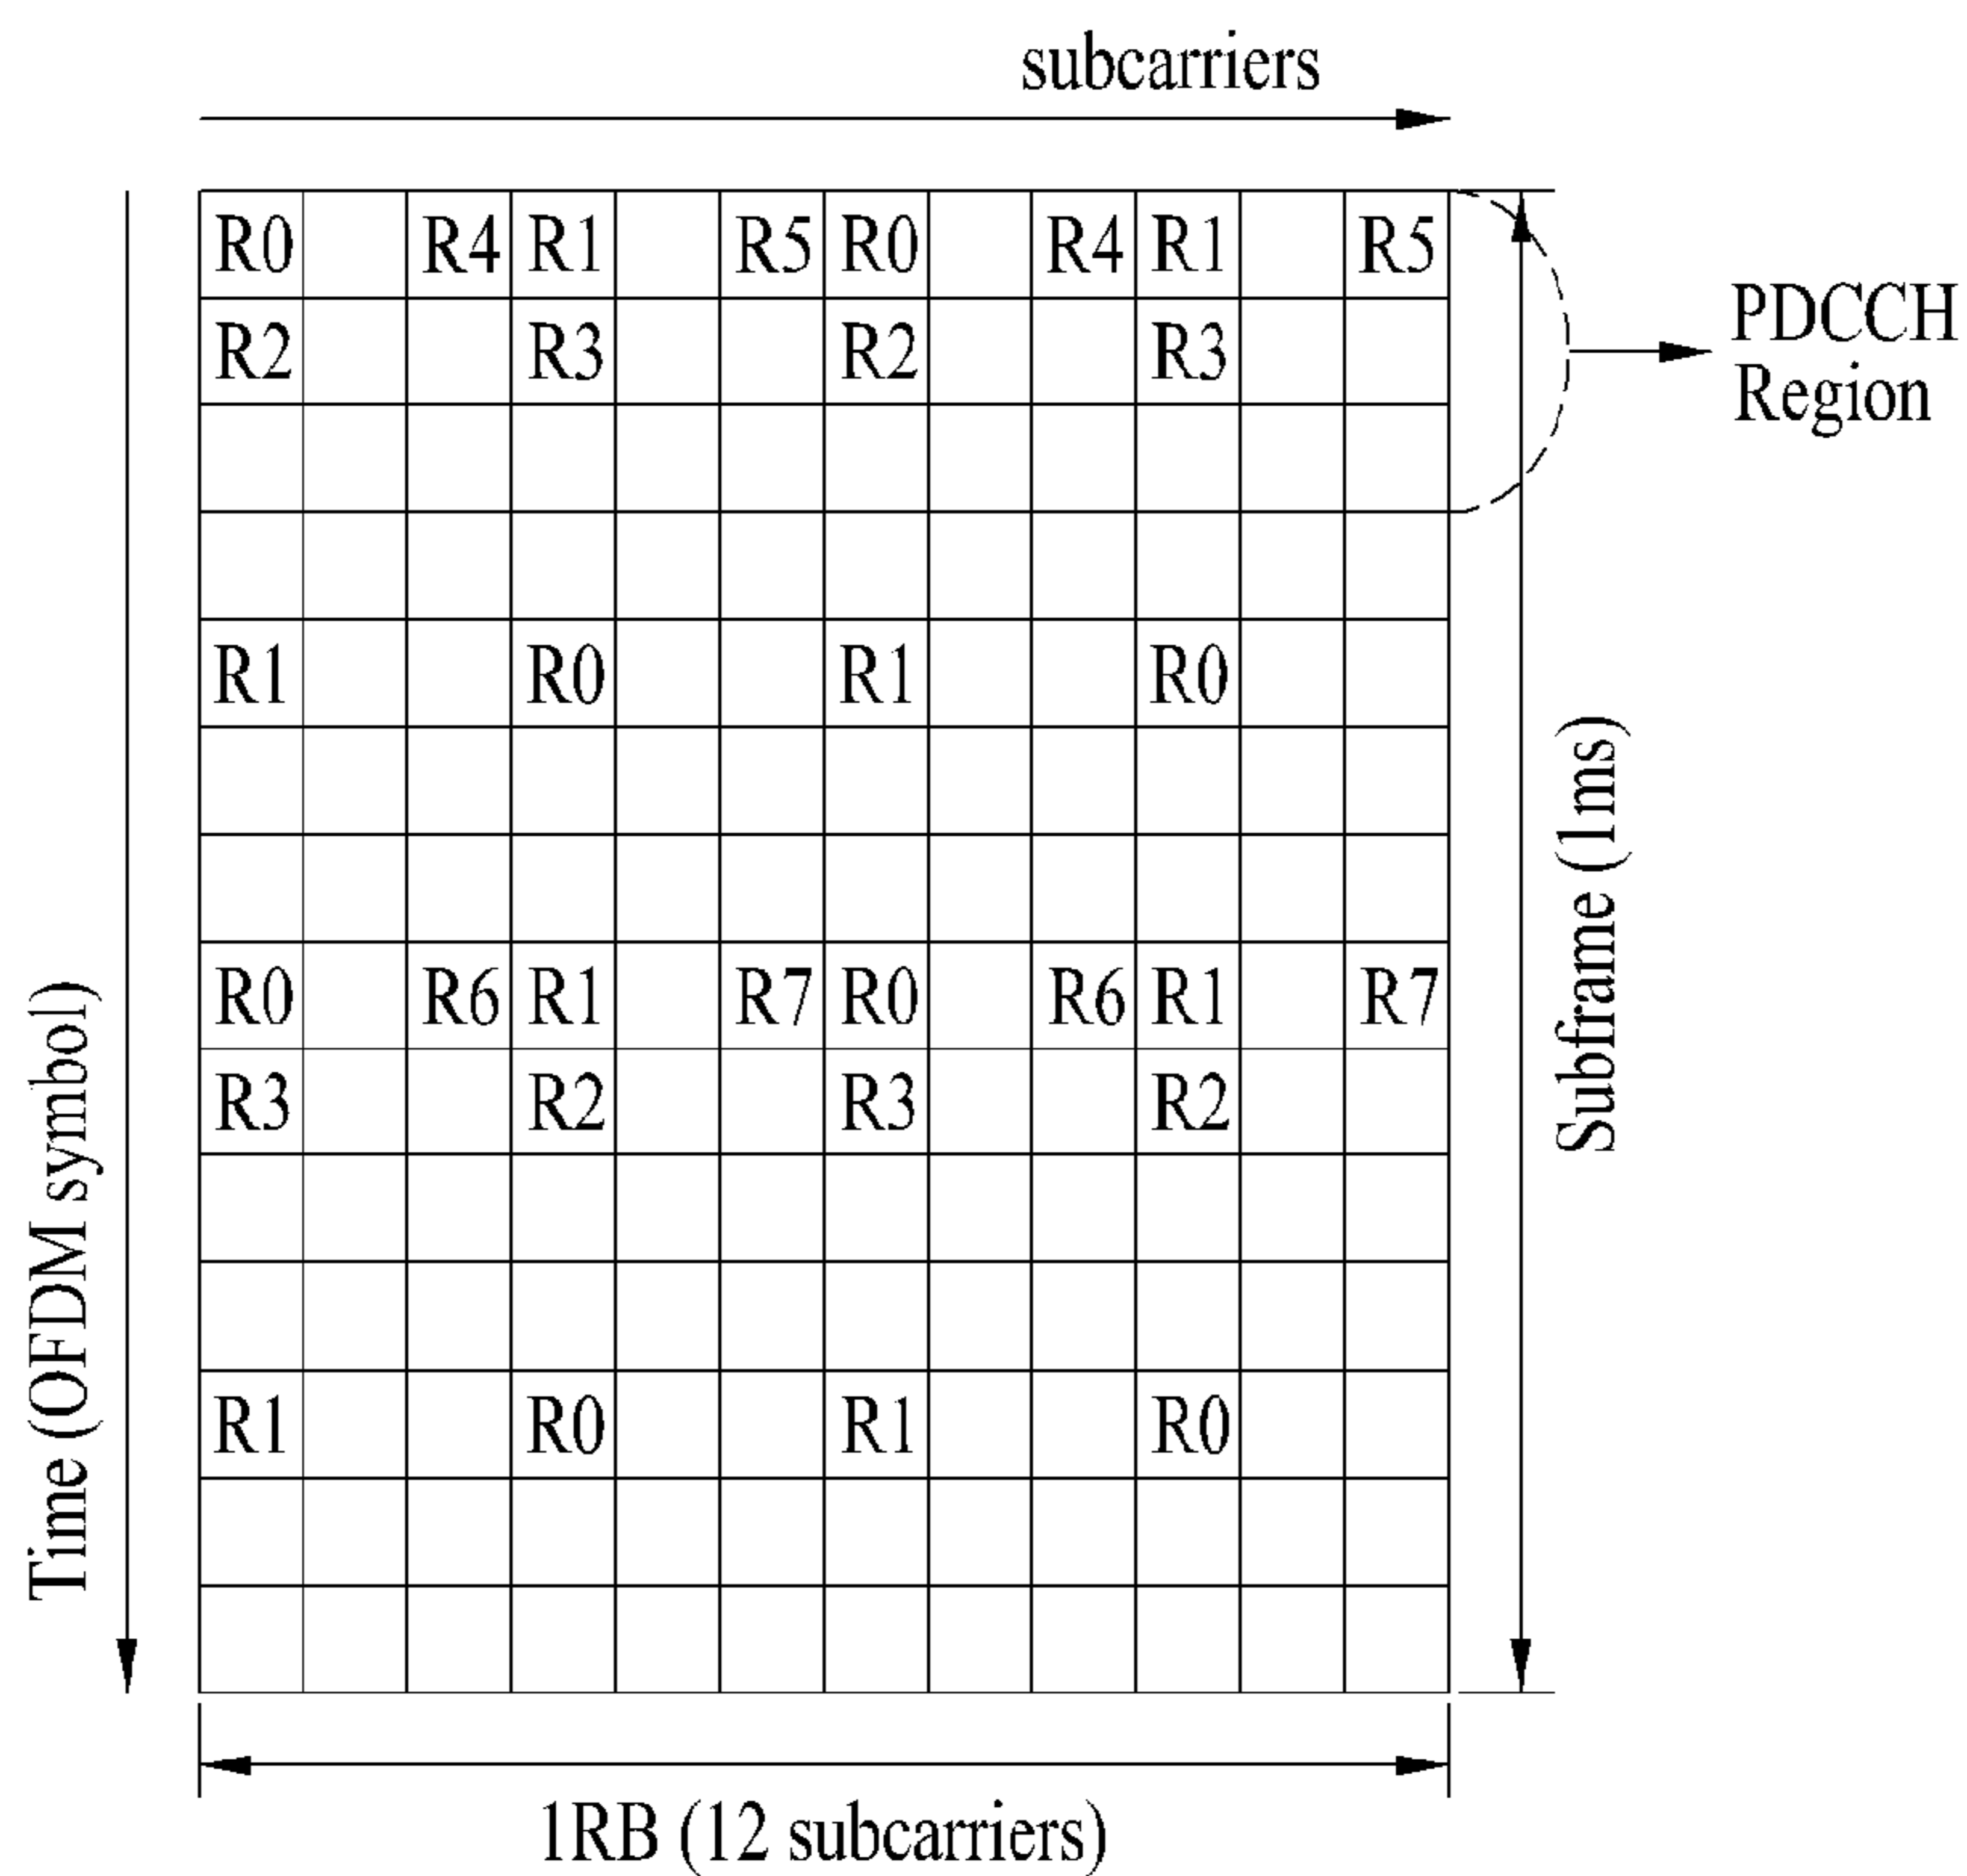 subcarriers
R0 R4 R1 R5 R0 R4 R1 R5
R2 R3 R2 R3
PDCCH
Region
R1 R0 R1 R0
R0 R6 R1 R7 R0 R6 R1 R7
R3 R2 R3 R2
R1 R0 R1 R0
Time (OFDM symbol)
Subframe (1ms)
1RB (12 subcarriers)